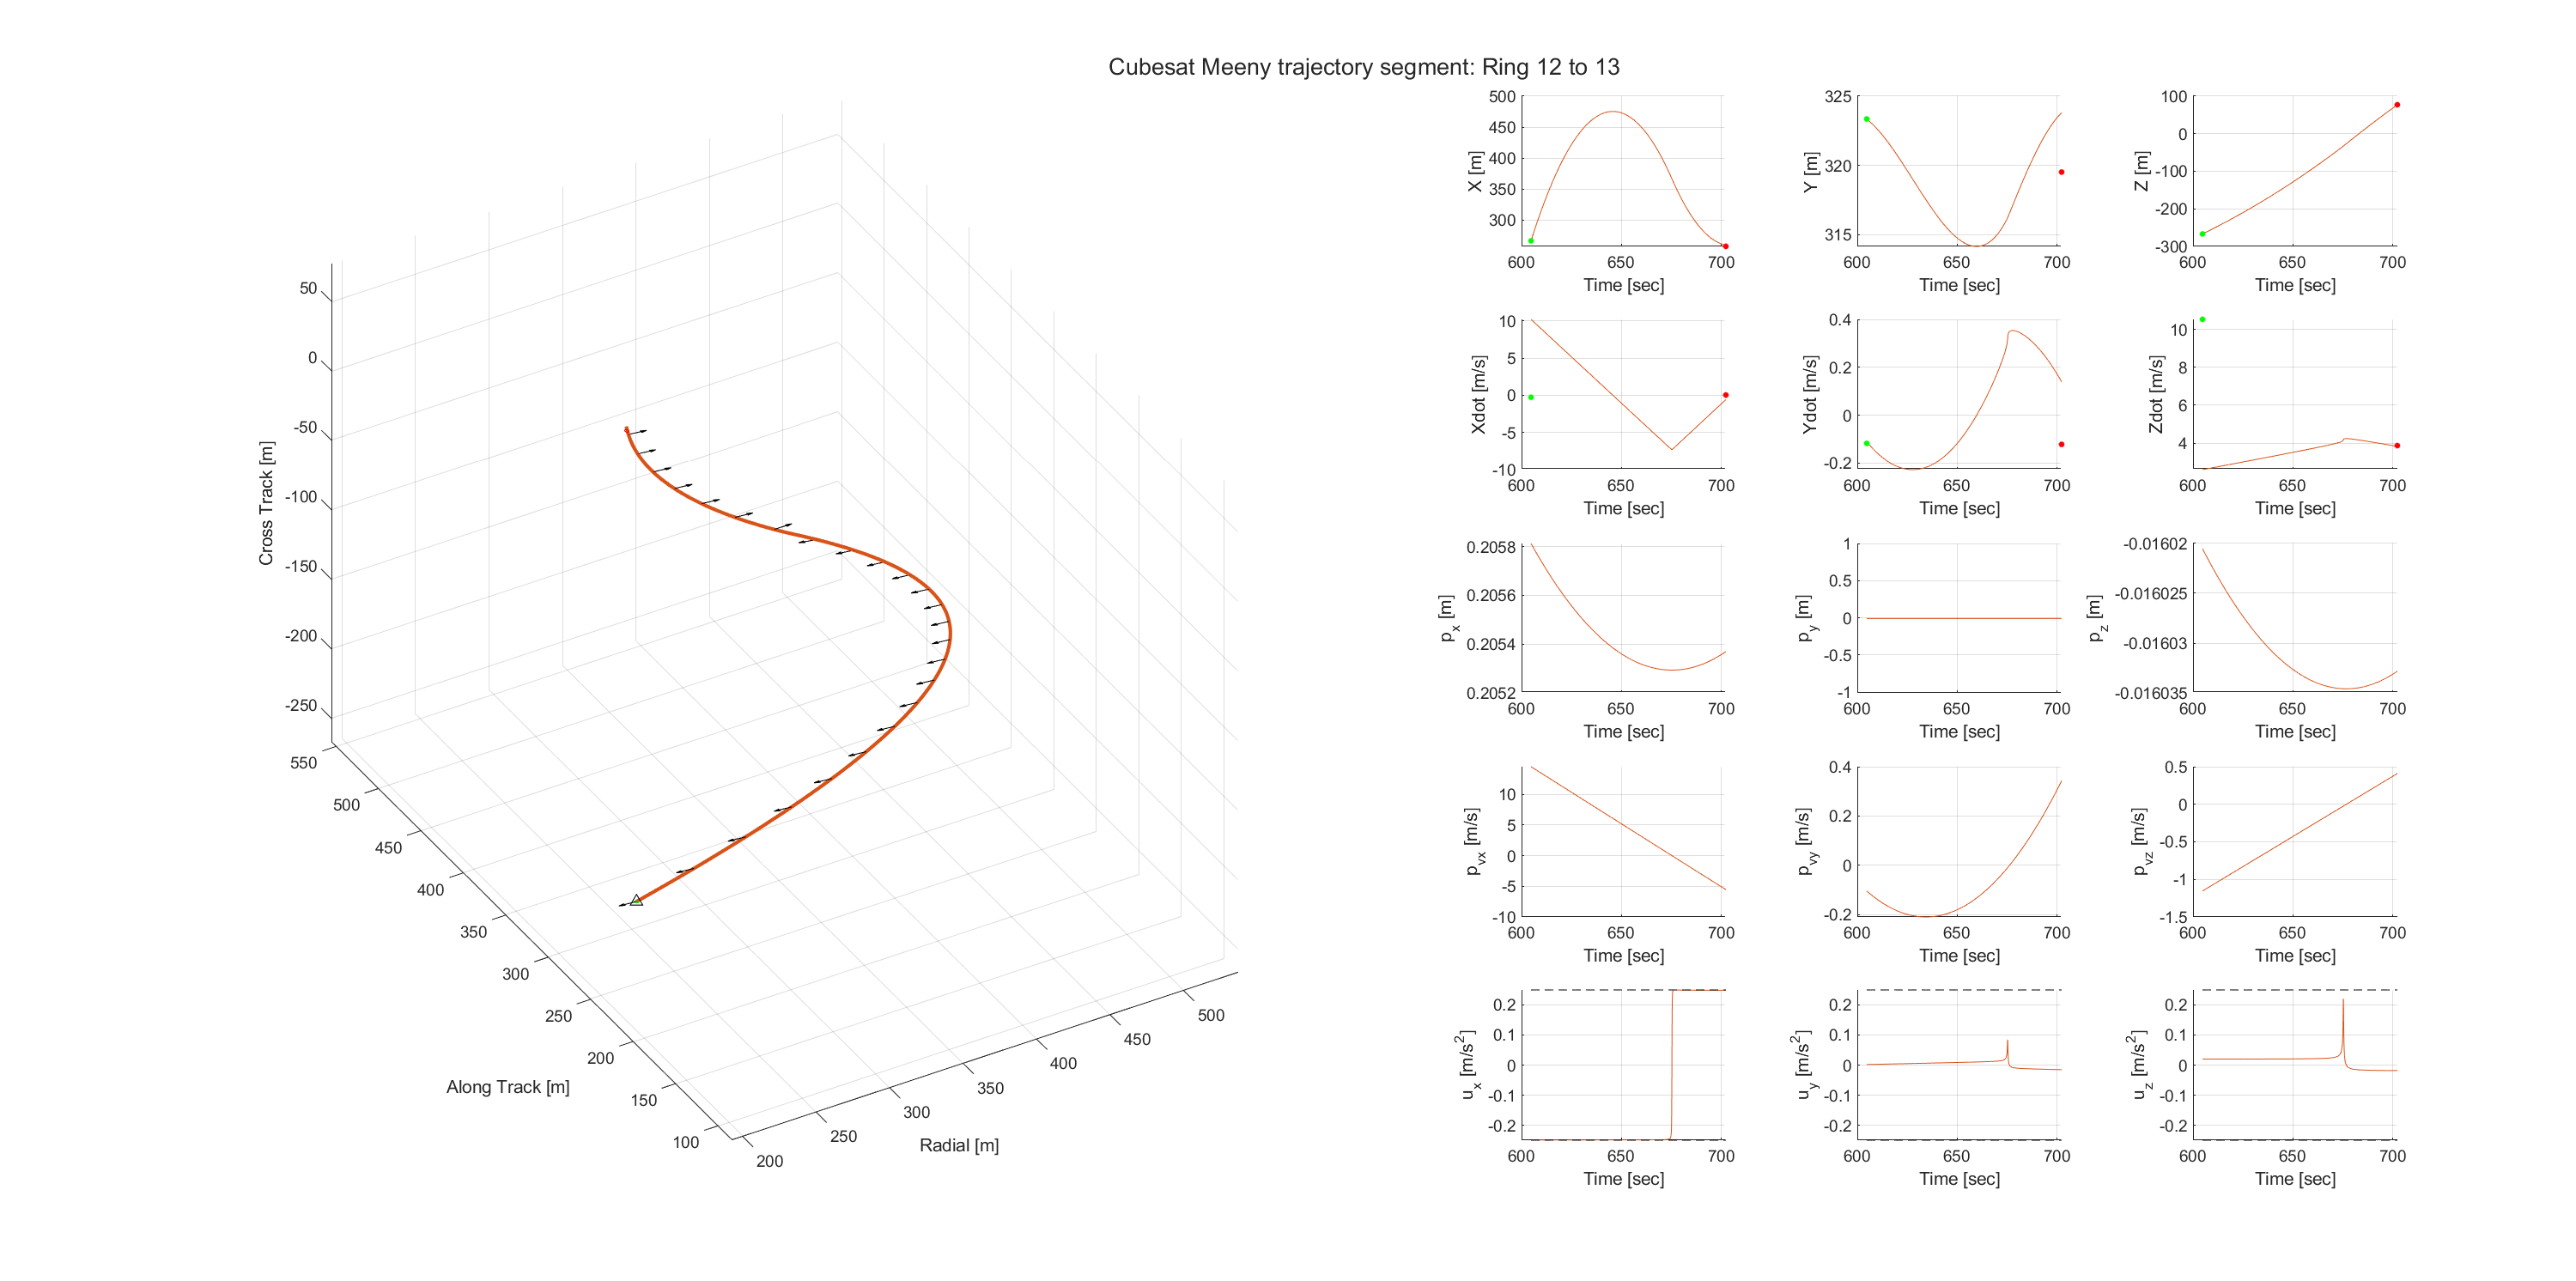 Cubesat Meeny trajectory segment: Ring 12 to 13
50
0
-50
-100
-150
-200
-250
Cross Track [m]
550
500
450
400
350
300
250
200
150
100
Along Track [m]
200
250
300
350
400
450
500
Radial [m]
500
450
400
350
300
X [m]
600 650 700
Time [sec]
325
320
315
Y [m]
600 650 700
Time [sec]
100
0
-100
-200
-300
Z [m]
600 650 700
Time [sec]
10
5
0
-5
-10
Xdot [m/s]
600 650 700
Time [sec]
0.4
0.2
0
-0.2
Ydot [m/s]
600 650 700
Time [sec]
10
8
6
4
Zdot [m/s]
600 650 700
Time [sec]
0.2058
0.2056
0.2054
0.2052
p_x [m]
600 650 700
Time [sec]
1
0.5
0
-0.5
-1
p_y [m]
600 650 700
Time [sec]
-0.01602
-0.016025
-0.01603
-0.016035
p_z [m]
600 650 700
Time [sec]
10
5
0
-5
-10
p_vx [m/s]
600 650 700
Time [sec]
0.4
0.2
0
-0.2
p_vy [m/s]
600 650 700
Time [sec]
0.5
0
-0.5
-1
-1.5
p_vz [m/s]
600 650 700
Time [sec]
0.2
0.1
0
-0.1
-0.2
u_x [m/s²]
600 650 700
Time [sec]
0.2
0.1
0
-0.1
-0.2
u_y [m/s²]
600 650 700
Time [sec]
0.2
0.1
0
-0.1
-0.2
u_z [m/s²]
600 650 700
Time [sec]